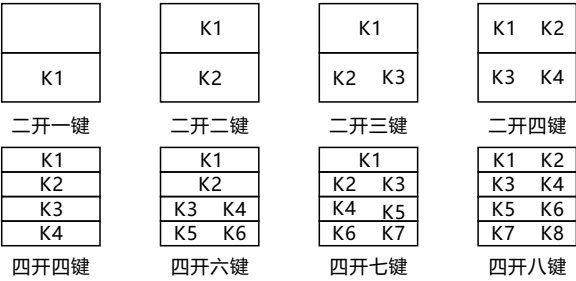 K1
二开一键
K1
K2
二开二键
K1
K2 K3
二开三键
K1 K2
K3 K4
二开四键
K1
K2
K3
K4
四开四键
K1
K2
K3 K4
K5 K6
四开六键
K1
K2 K3
K4 K5
K6 K7
四开七键
K1 K2
K3 K4
K5 K6
K7 K8
四开八键